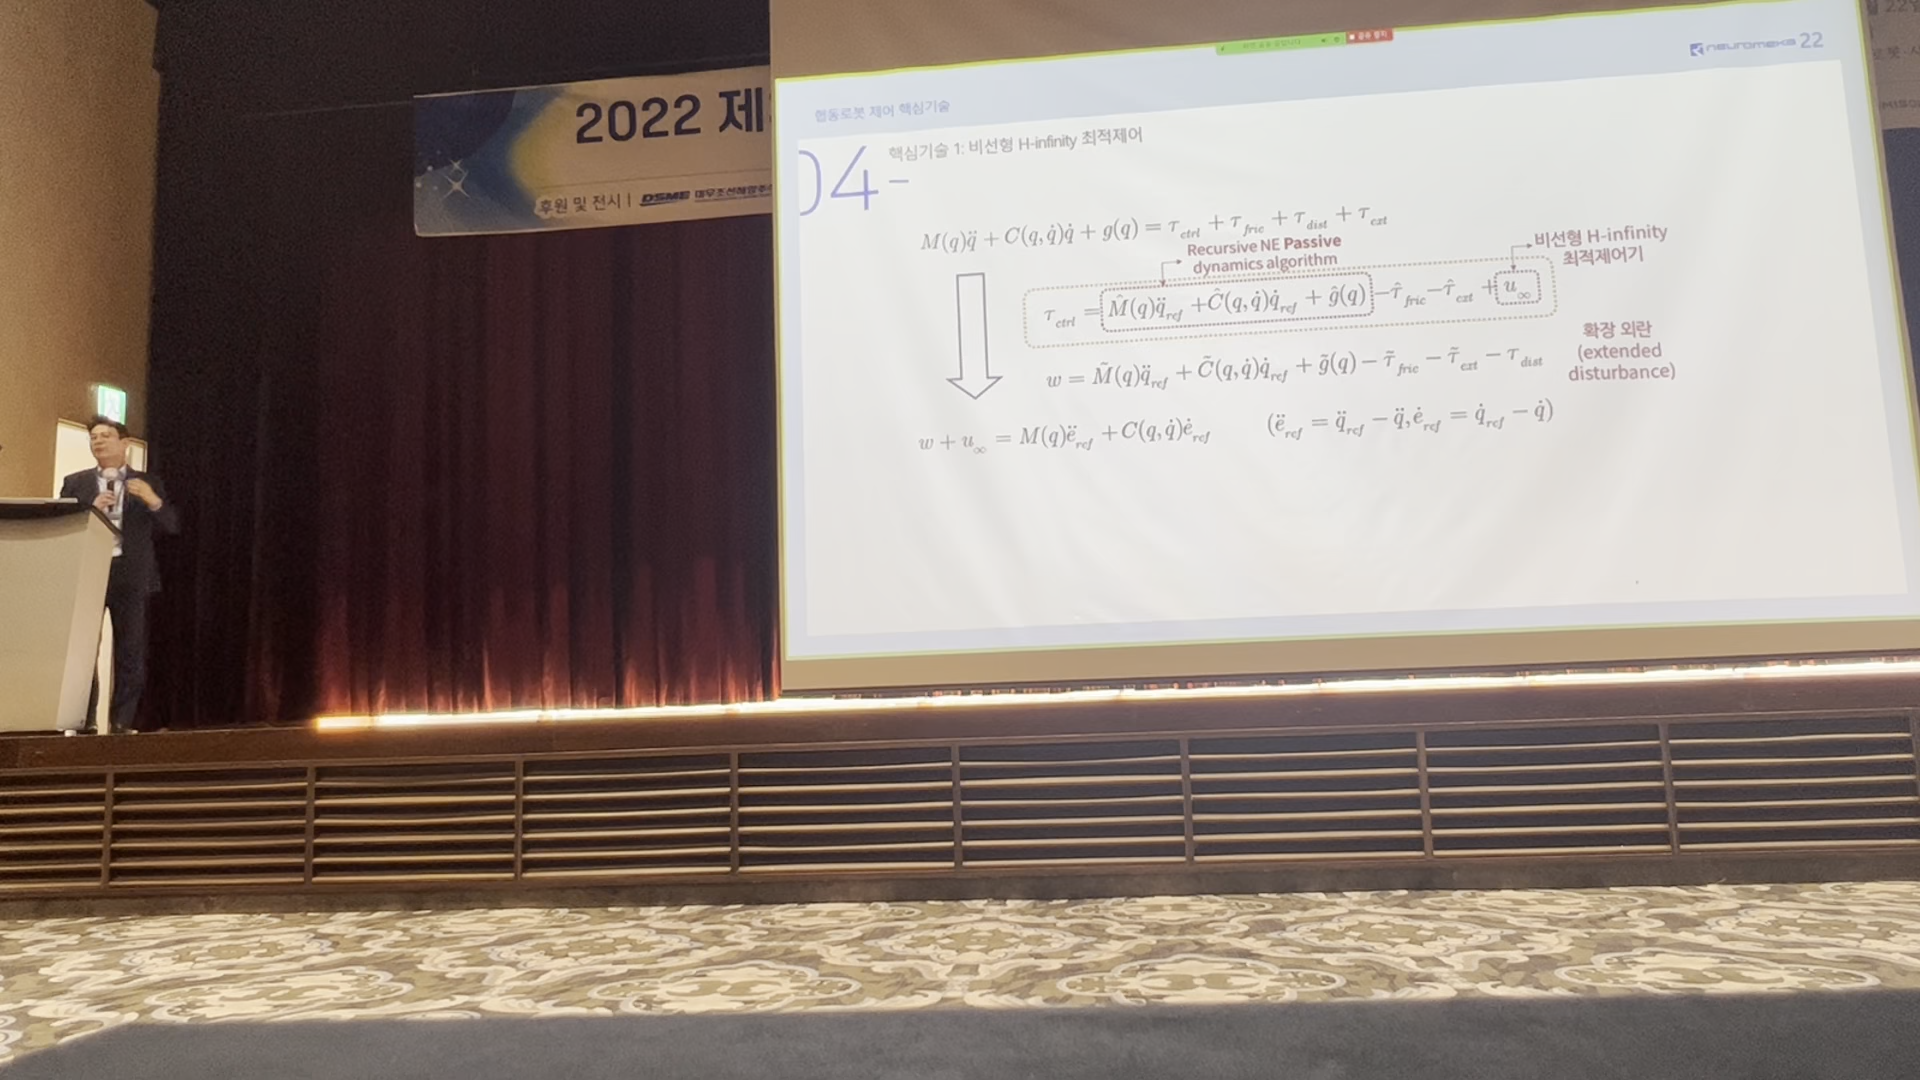 2022 제
후원 및 전시 | DSME 대우조선해양주식
neuromeka 22
협동로봇 제어 핵심기술
04
핵심기술 1: 비선형 H-infinity 최적제어
M(q)q̈ + C(q,q̇)q̇ + g(q) = τ_ctrl + τ_fric + τ_dist + τ_ext
Recursive NE Passive
dynamics algorithm
비선형 H-infinity
최적제어기
τ_ctrl = M̂(q)q̈_ref + Ĉ(q,q̇)q̇_ref + ĝ(q) − τ̂_fric − τ̂_ext + u_∞
w = M̃(q)q̈_ref + C̃(q,q̇)q̇_ref + g̃(q) − τ̃_fric − τ̃_ext − τ_dist
확장 외란
(extended
disturbance)
w + u_∞ = M(q)ë_ref + C(q,q̇)ė_ref (ë_ref = q̈_ref − q̈, ė_ref = q̇_ref − q̇)